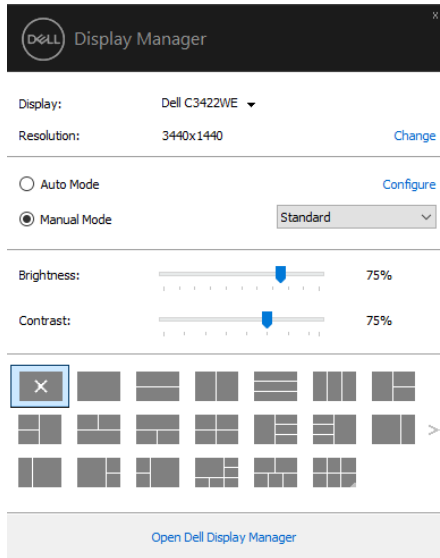 x
DELL Display Manager
Display: Dell C3422WE
Resolution: 3440x1440 Change
Auto Mode Configure
Manual Mode Standard
Brightness: 75%
Contrast: 75%
Open Dell Display Manager